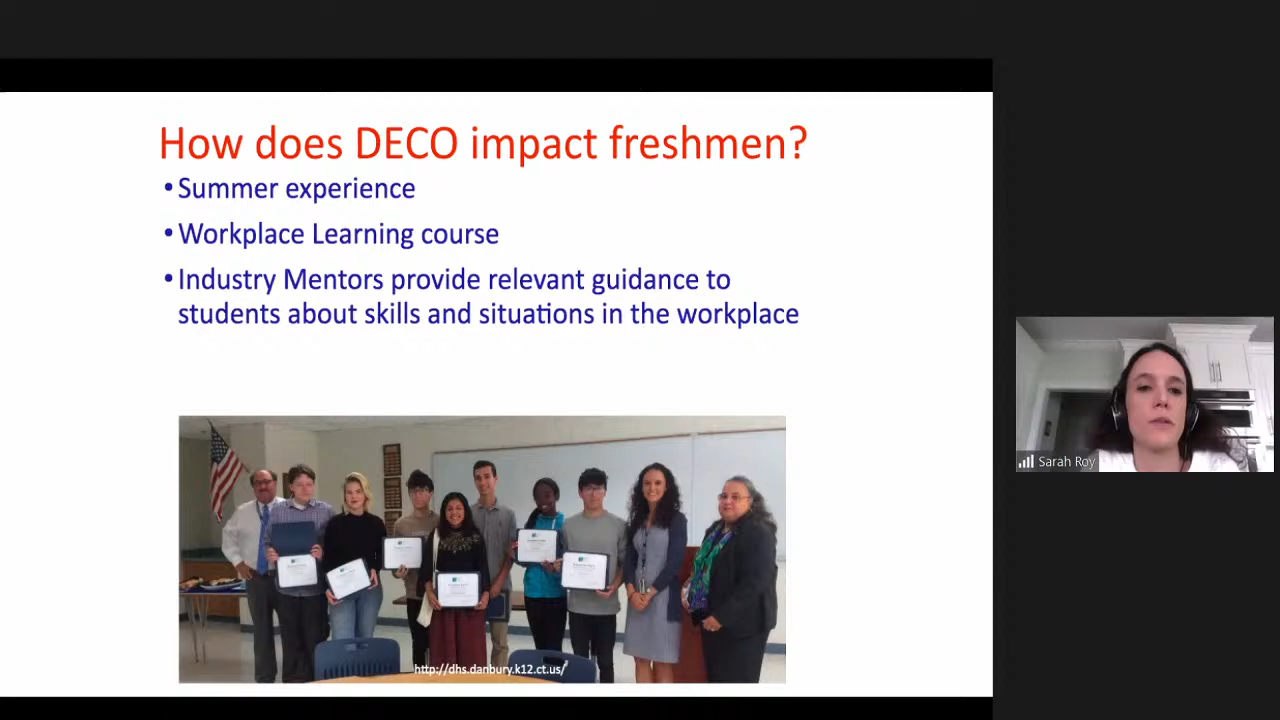 How does DECO impact freshmen?
•Summer experience
•Workplace Learning course
•Industry Mentors provide relevant guidance to
students about skills and situations in the workplace
http://dhs.danbury.k12.ct.us/
Sarah Roy